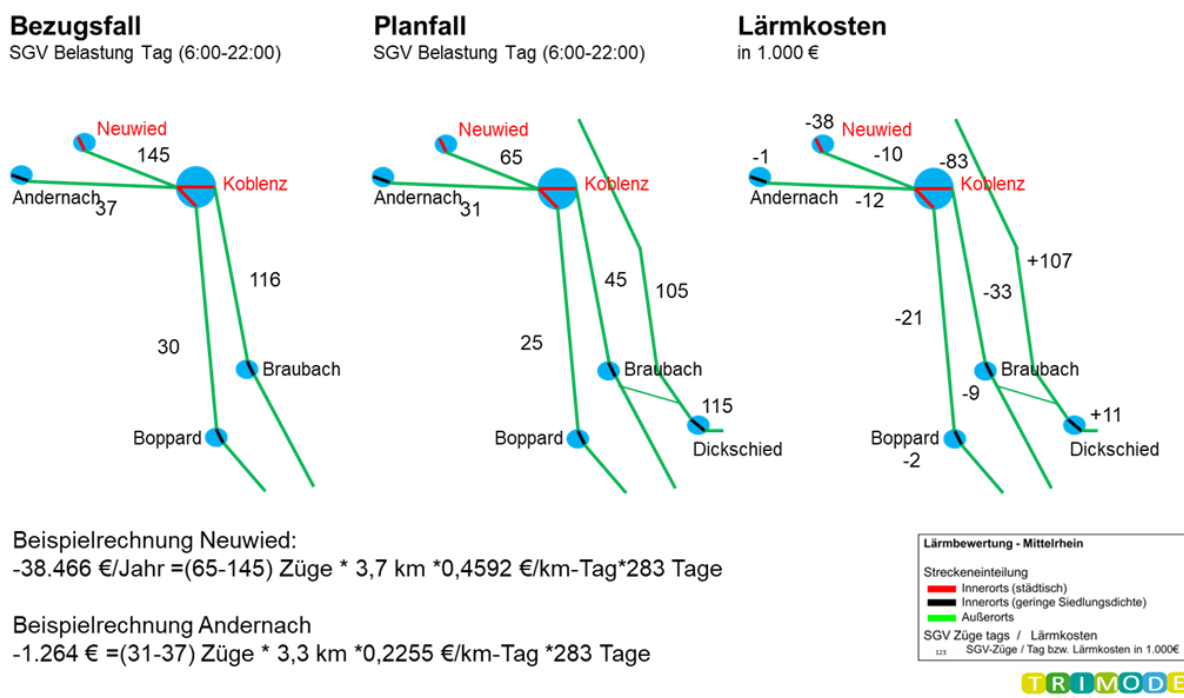 Bezugsfall
SGV Belastung Tag (6:00-22:00)
Neuwied
145
Koblenz
Andernach
37
116
30
Braubach
Boppard
Planfall
SGV Belastung Tag (6:00-22:00)
Neuwied
65
Koblenz
Andernach
31
45
105
25
Braubach
115
Boppard
Dickschied
Lärmkosten
in 1.000 €
-38
Neuwied
-1
-10
-83
Koblenz
Andernach
-12
+107
-33
-21
Braubach
-9
+11
Boppard
Dickschied
-2
Beispielrechnung Neuwied:
-38.466 €/Jahr =(65-145) Züge * 3,7 km *0,4592 €/km-Tag*283 Tage
Beispielrechnung Andernach
-1.264 € =(31-37) Züge * 3,3 km *0,2255 €/km-Tag *283 Tage
Lärmbewertung - Mittelrhein
Streckeneinteilung
Innerorts (städtisch)
Innerorts (geringe Siedlungsdichte)
Außerorts
SGV Züge tags / Lärmkosten
123 SGV-Züge / Tag bzw. Lärmkosten in 1.000€
TRIMODE